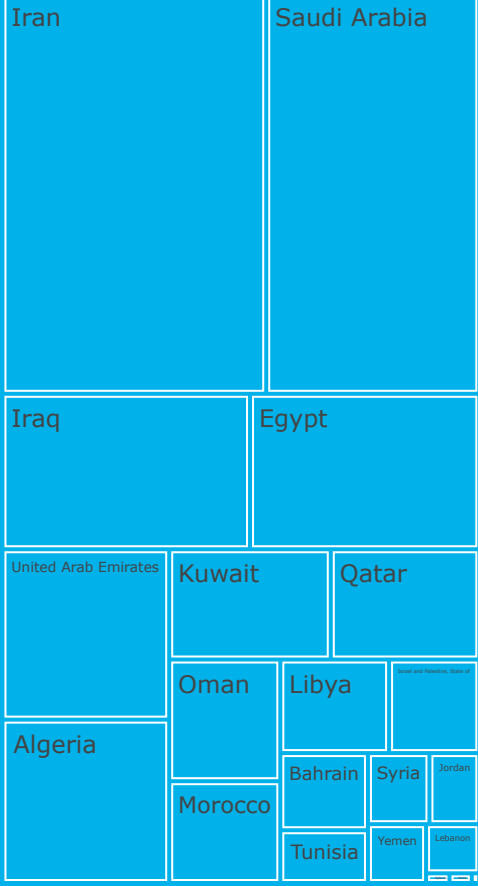 Iran
Saudi Arabia
Iraq
Egypt
United Arab Emirates
Kuwait
Qatar
Oman
Libya
Israel and Palestine, State of
Algeria
Bahrain
Syria
Jordan
Morocco
Tunisia
Yemen
Lebanon